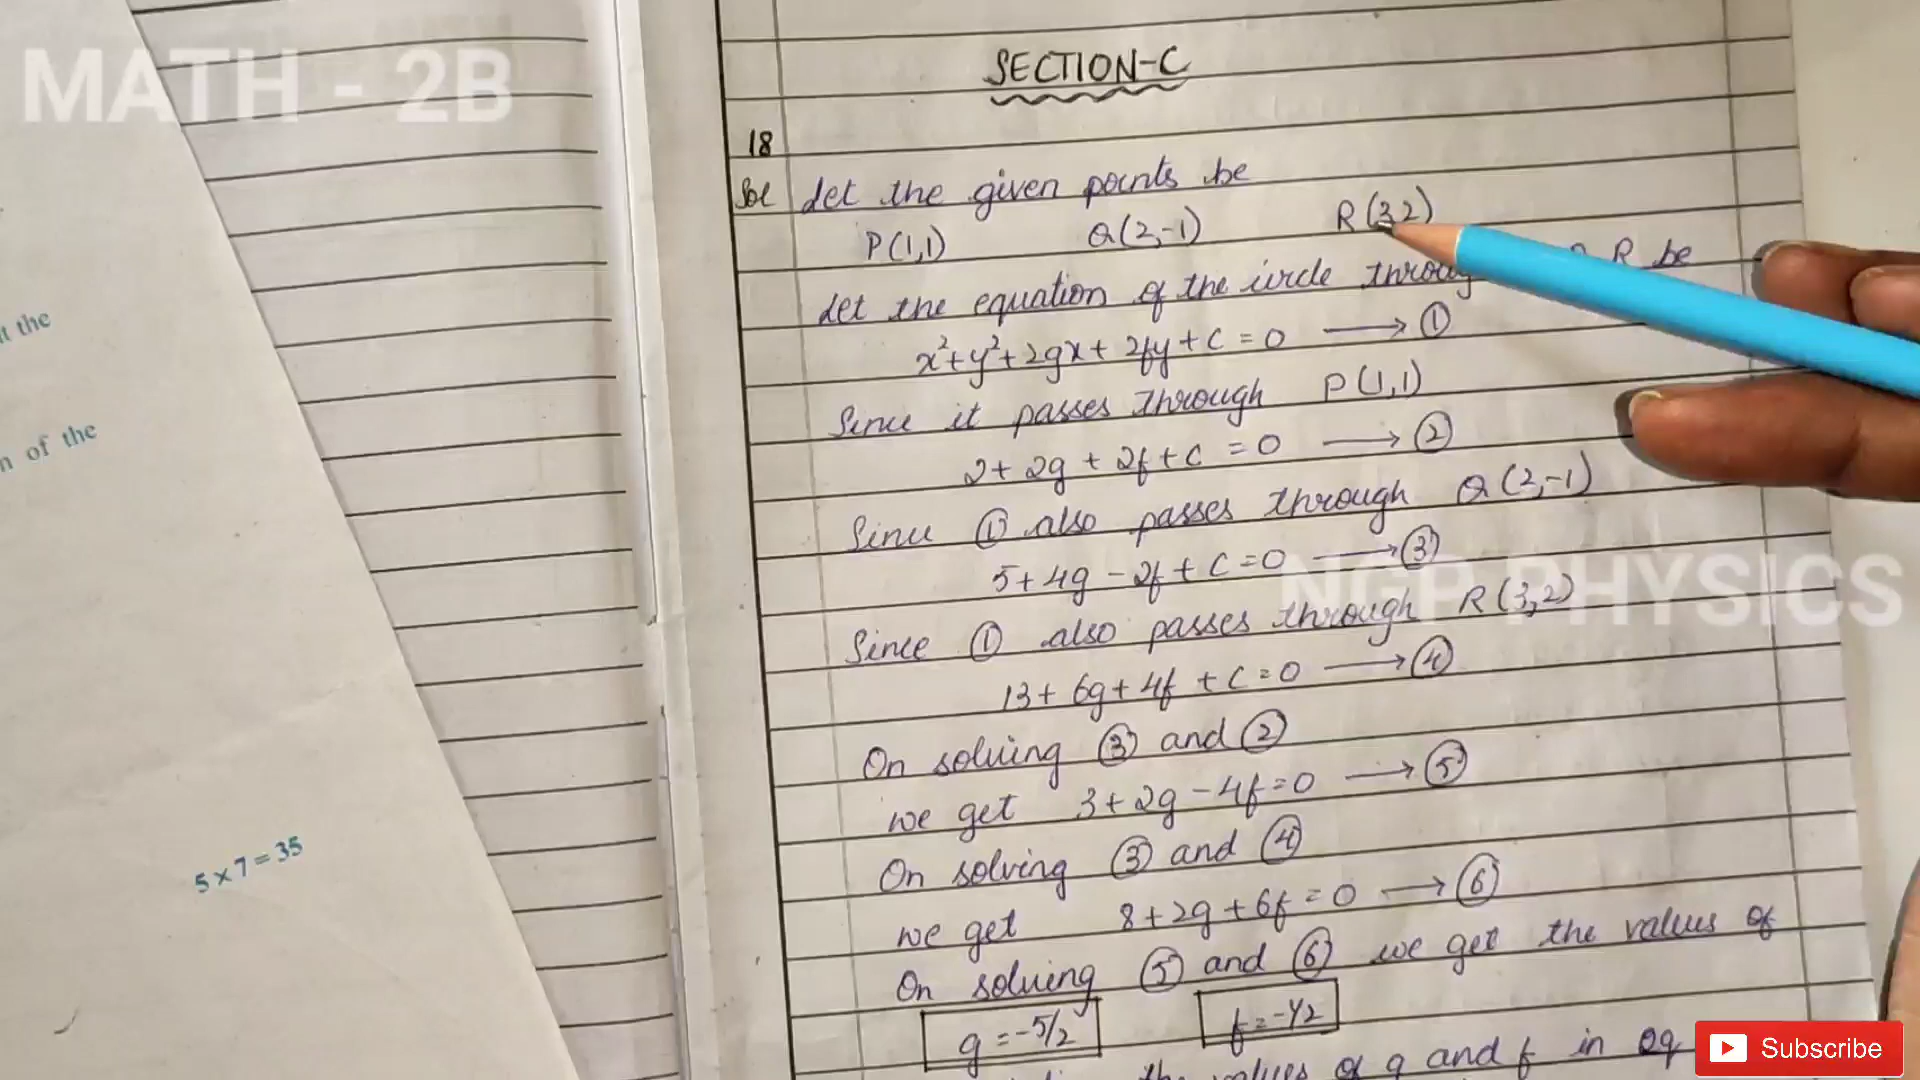 MATH - 2B
t the
n of the
5 x 7 = 35
SECTION-C
18
Sol Let the given points be
P(1,1) Q(2,-1) R(3,2)
Let the equation of the circle throug R be
x²+y²+2gx+2fy+c=0 → ①
Since it passes through P(1,1)
2+2g+2f+c=0 → ②
Since ① also passes through Q(2,-1)
5+4g-2f+c=0 → ③
NGP PHYSICS
Since ① also passes through R(3,2)
13+6g+4f+c=0 → ④
On solving ③ and ②
we get 3+2g-4f=0 → ⑤
On solving ③ and ④
we get 8+2g+6f=0 → ⑥
On solving ⑤ and ⑥ we get the values of
g=-5/2 f=-1/2
the values of g and f in eq
Subscribe